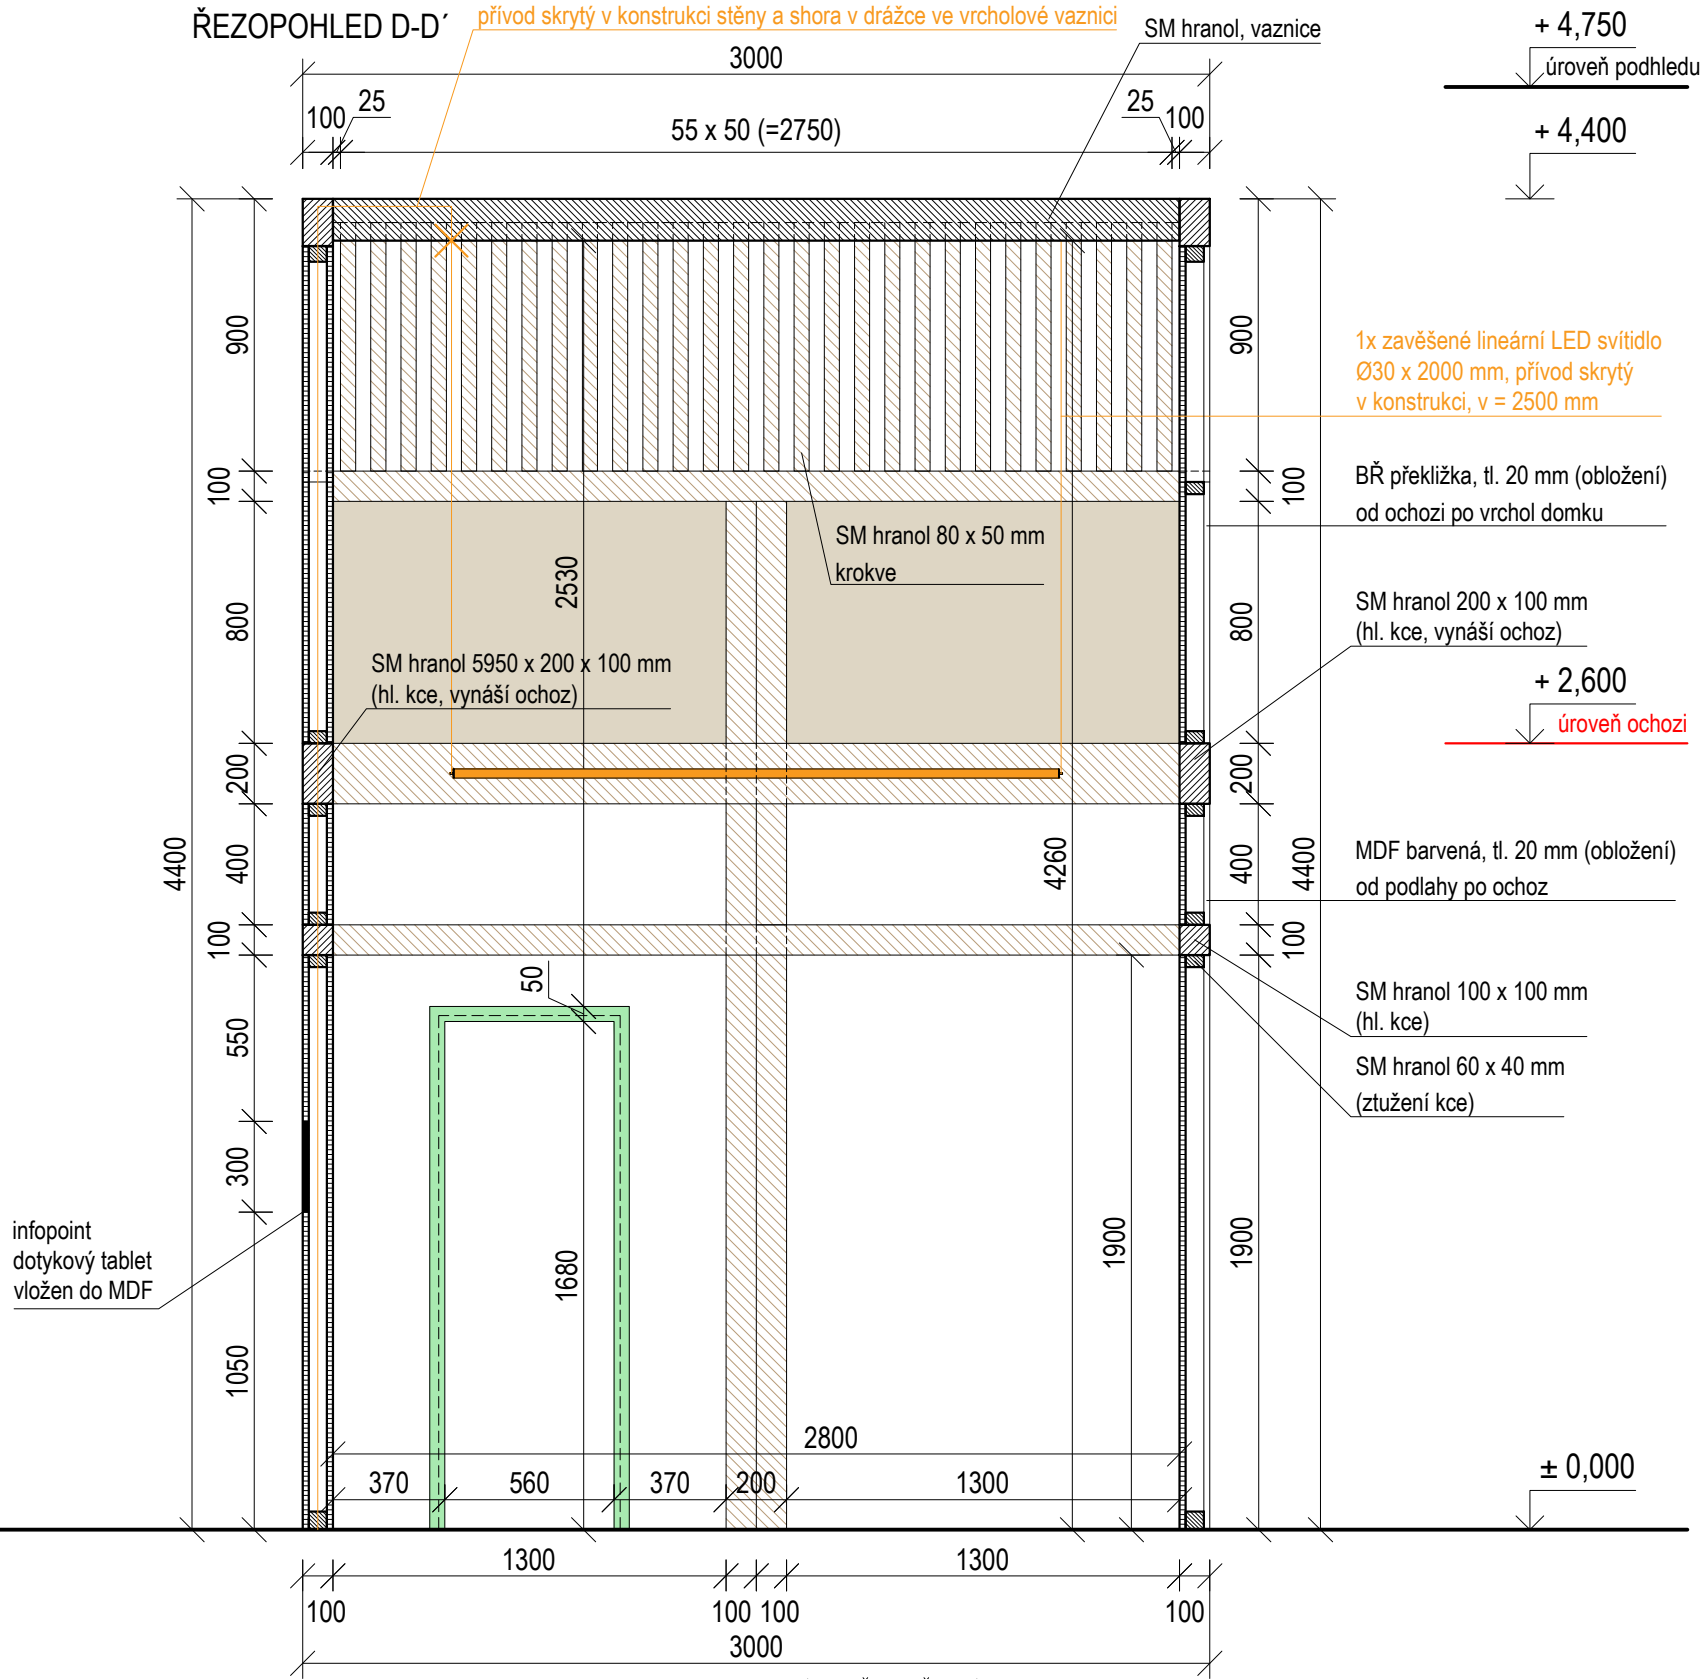 ŘEZOPOHLED D-D´
přívod skrytý v konstrukci stěny a shora v drážce ve vrcholové vaznici
SM hranol, vaznice
+ 4,750
úroveň podhledu
3000
100
25
55 x 50 (=2750)
25
100
+ 4,400
900
900
1x zavěšené lineární LED svítidlo
Ø30 x 2000 mm, přívod skrytý
v konstrukci, v = 2500 mm
100
100
BŘ překližka, tl. 20 mm (obložení)
od ochozi po vrchol domku
SM hranol 80 x 50 mm
krokve
2530
800
800
SM hranol 200 x 100 mm
(hl. kce, vynáší ochoz)
SM hranol 5950 x 200 x 100 mm
(hl. kce, vynáší ochoz)
+ 2,600
úroveň ochozi
200
200
4400
400
4260
400
4400
MDF barvená, tl. 20 mm (obložení)
od podlahy po ochoz
100
100
50
SM hranol 100 x 100 mm
(hl. kce)
550
SM hranol 60 x 40 mm
(ztužení kce)
300
infopoint
dotykový tablet
vložen do MDF
1680
1900
1900
1050
2800
370
560
370
200
1300
± 0,000
1300
1300
100
100 100
100
3000